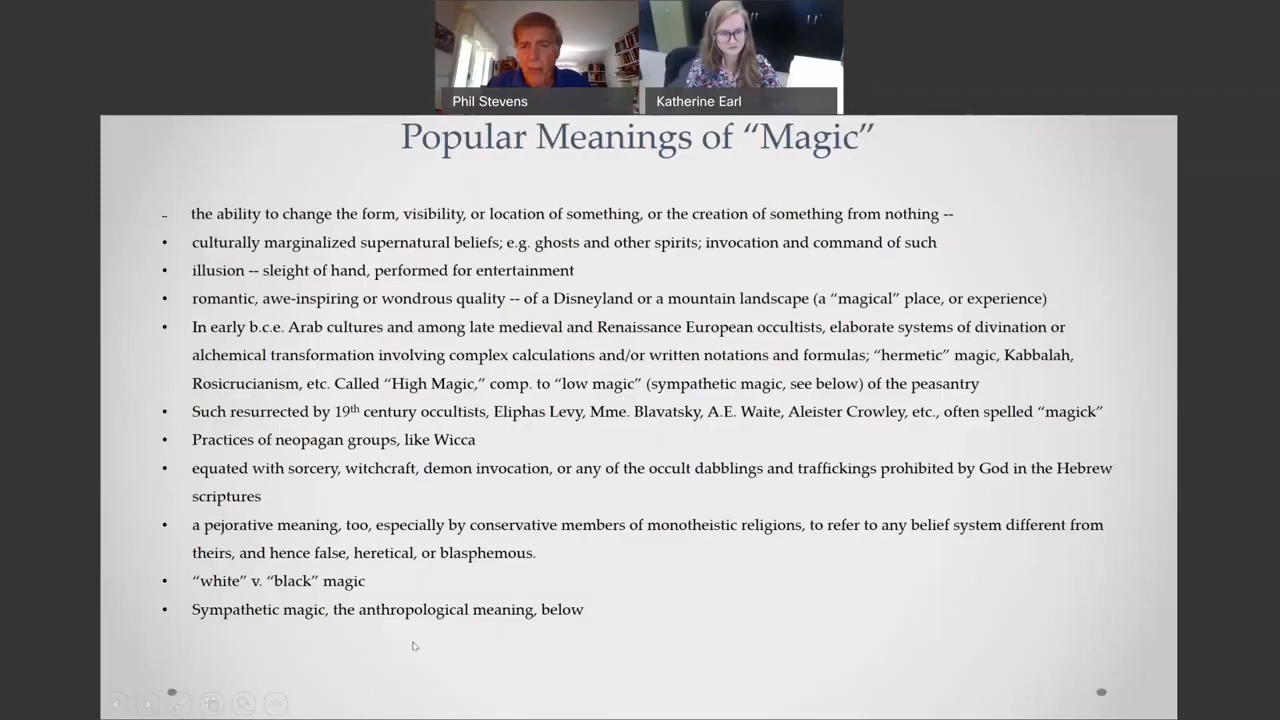 Phil Stevens
Katherine Earl
Popular Meanings of “Magic”
-- the ability to change the form, visibility, or location of something, or the creation of something from nothing --
• culturally marginalized supernatural beliefs; e.g. ghosts and other spirits; invocation and command of such
• illusion -- sleight of hand, performed for entertainment
• romantic, awe-inspiring or wondrous quality -- of a Disneyland or a mountain landscape (a “magical” place, or experience)
• In early b.c.e. Arab cultures and among late medieval and Renaissance European occultists, elaborate systems of divination or
alchemical transformation involving complex calculations and/or written notations and formulas; “hermetic” magic, Kabbalah,
Rosicrucianism, etc. Called “High Magic,” comp. to “low magic” (sympathetic magic, see below) of the peasantry
• Such resurrected by 19th century occultists, Eliphas Levy, Mme. Blavatsky, A.E. Waite, Aleister Crowley, etc., often spelled “magick”
• Practices of neopagan groups, like Wicca
• equated with sorcery, witchcraft, demon invocation, or any of the occult dabblings and traffickings prohibited by God in the Hebrew
scriptures
• a pejorative meaning, too, especially by conservative members of monotheistic religions, to refer to any belief system different from
theirs, and hence false, heretical, or blasphemous.
• “white” v. “black” magic
• Sympathetic magic, the anthropological meaning, below